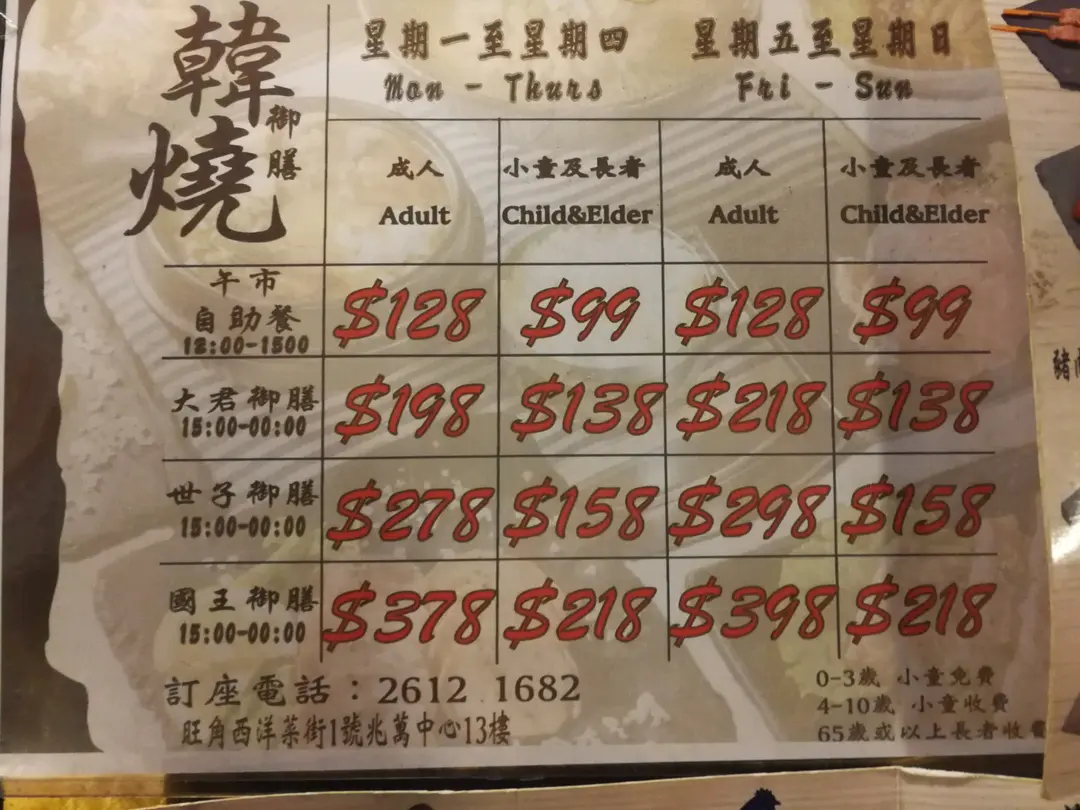 韓燒
御膳
星期一至星期四 星期五至星期日
Mon - Thurs Fri - Sun
成人 小童及長者 成人 小童及長者
Adult Child&Elder Adult Child&Elder
午市
自助餐 $128 $99 $128 $99
12:00-1500
大君御膳 $198 $138 $218 $138
15:00-00:00
世子御膳 $278 $158 $298 $158
15:00-00:00
國王御膳 $378 $218 $398 $218
15:00-00:00
訂座電話：2612 1682
旺角西洋菜街1號兆萬中心13樓
0-3歲 小童免費
4-10歲 小童收費
65歲或以上長者收費
豬